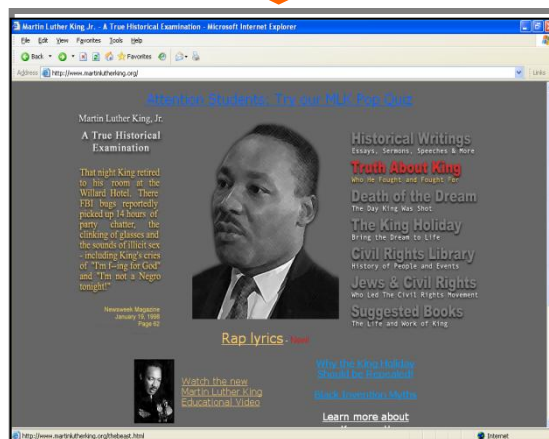 Martin Luther King Jr. - A True Historical Examination - Microsoft Internet Explorer
File Edit View Favorites Tools Help
Back Favorites
Address http://www.martinlutherking.org/ Links
Attention Students: Try our MLK Pop Quiz
Martin Luther King, Jr.
A True Historical
Examination
That night King retired
to his room at the
Willard Hotel. There
FBI bugs reportedly
picked up 14 hours of
party chatter, the
clinking of glasses and
the sounds of illicit sex
- including King's cries
of "I'm f--ing for God"
and "I'm not a Negro
tonight!"
Newsweek Magazine
January 19, 1998
Page 62
Historical Writings
Essays, Sermons, Speeches & More
Truth About King
Who He Fought and Fought For
Death of the Dream
The Day King Was Shot
The King Holiday
Bring the Dream to Life
Civil Rights Library
History of People and Events
Jews & Civil Rights
Who Led The Civil Rights Movement
Suggested Books
The Life and Work of King
Rap lyrics -
Watch the new
Martin Luther King
Educational Video
Why the King Holiday
Should be Repealed!
Black Invention Myths
Learn more about
http://www.martinlutherking.org/thebeast.html Internet